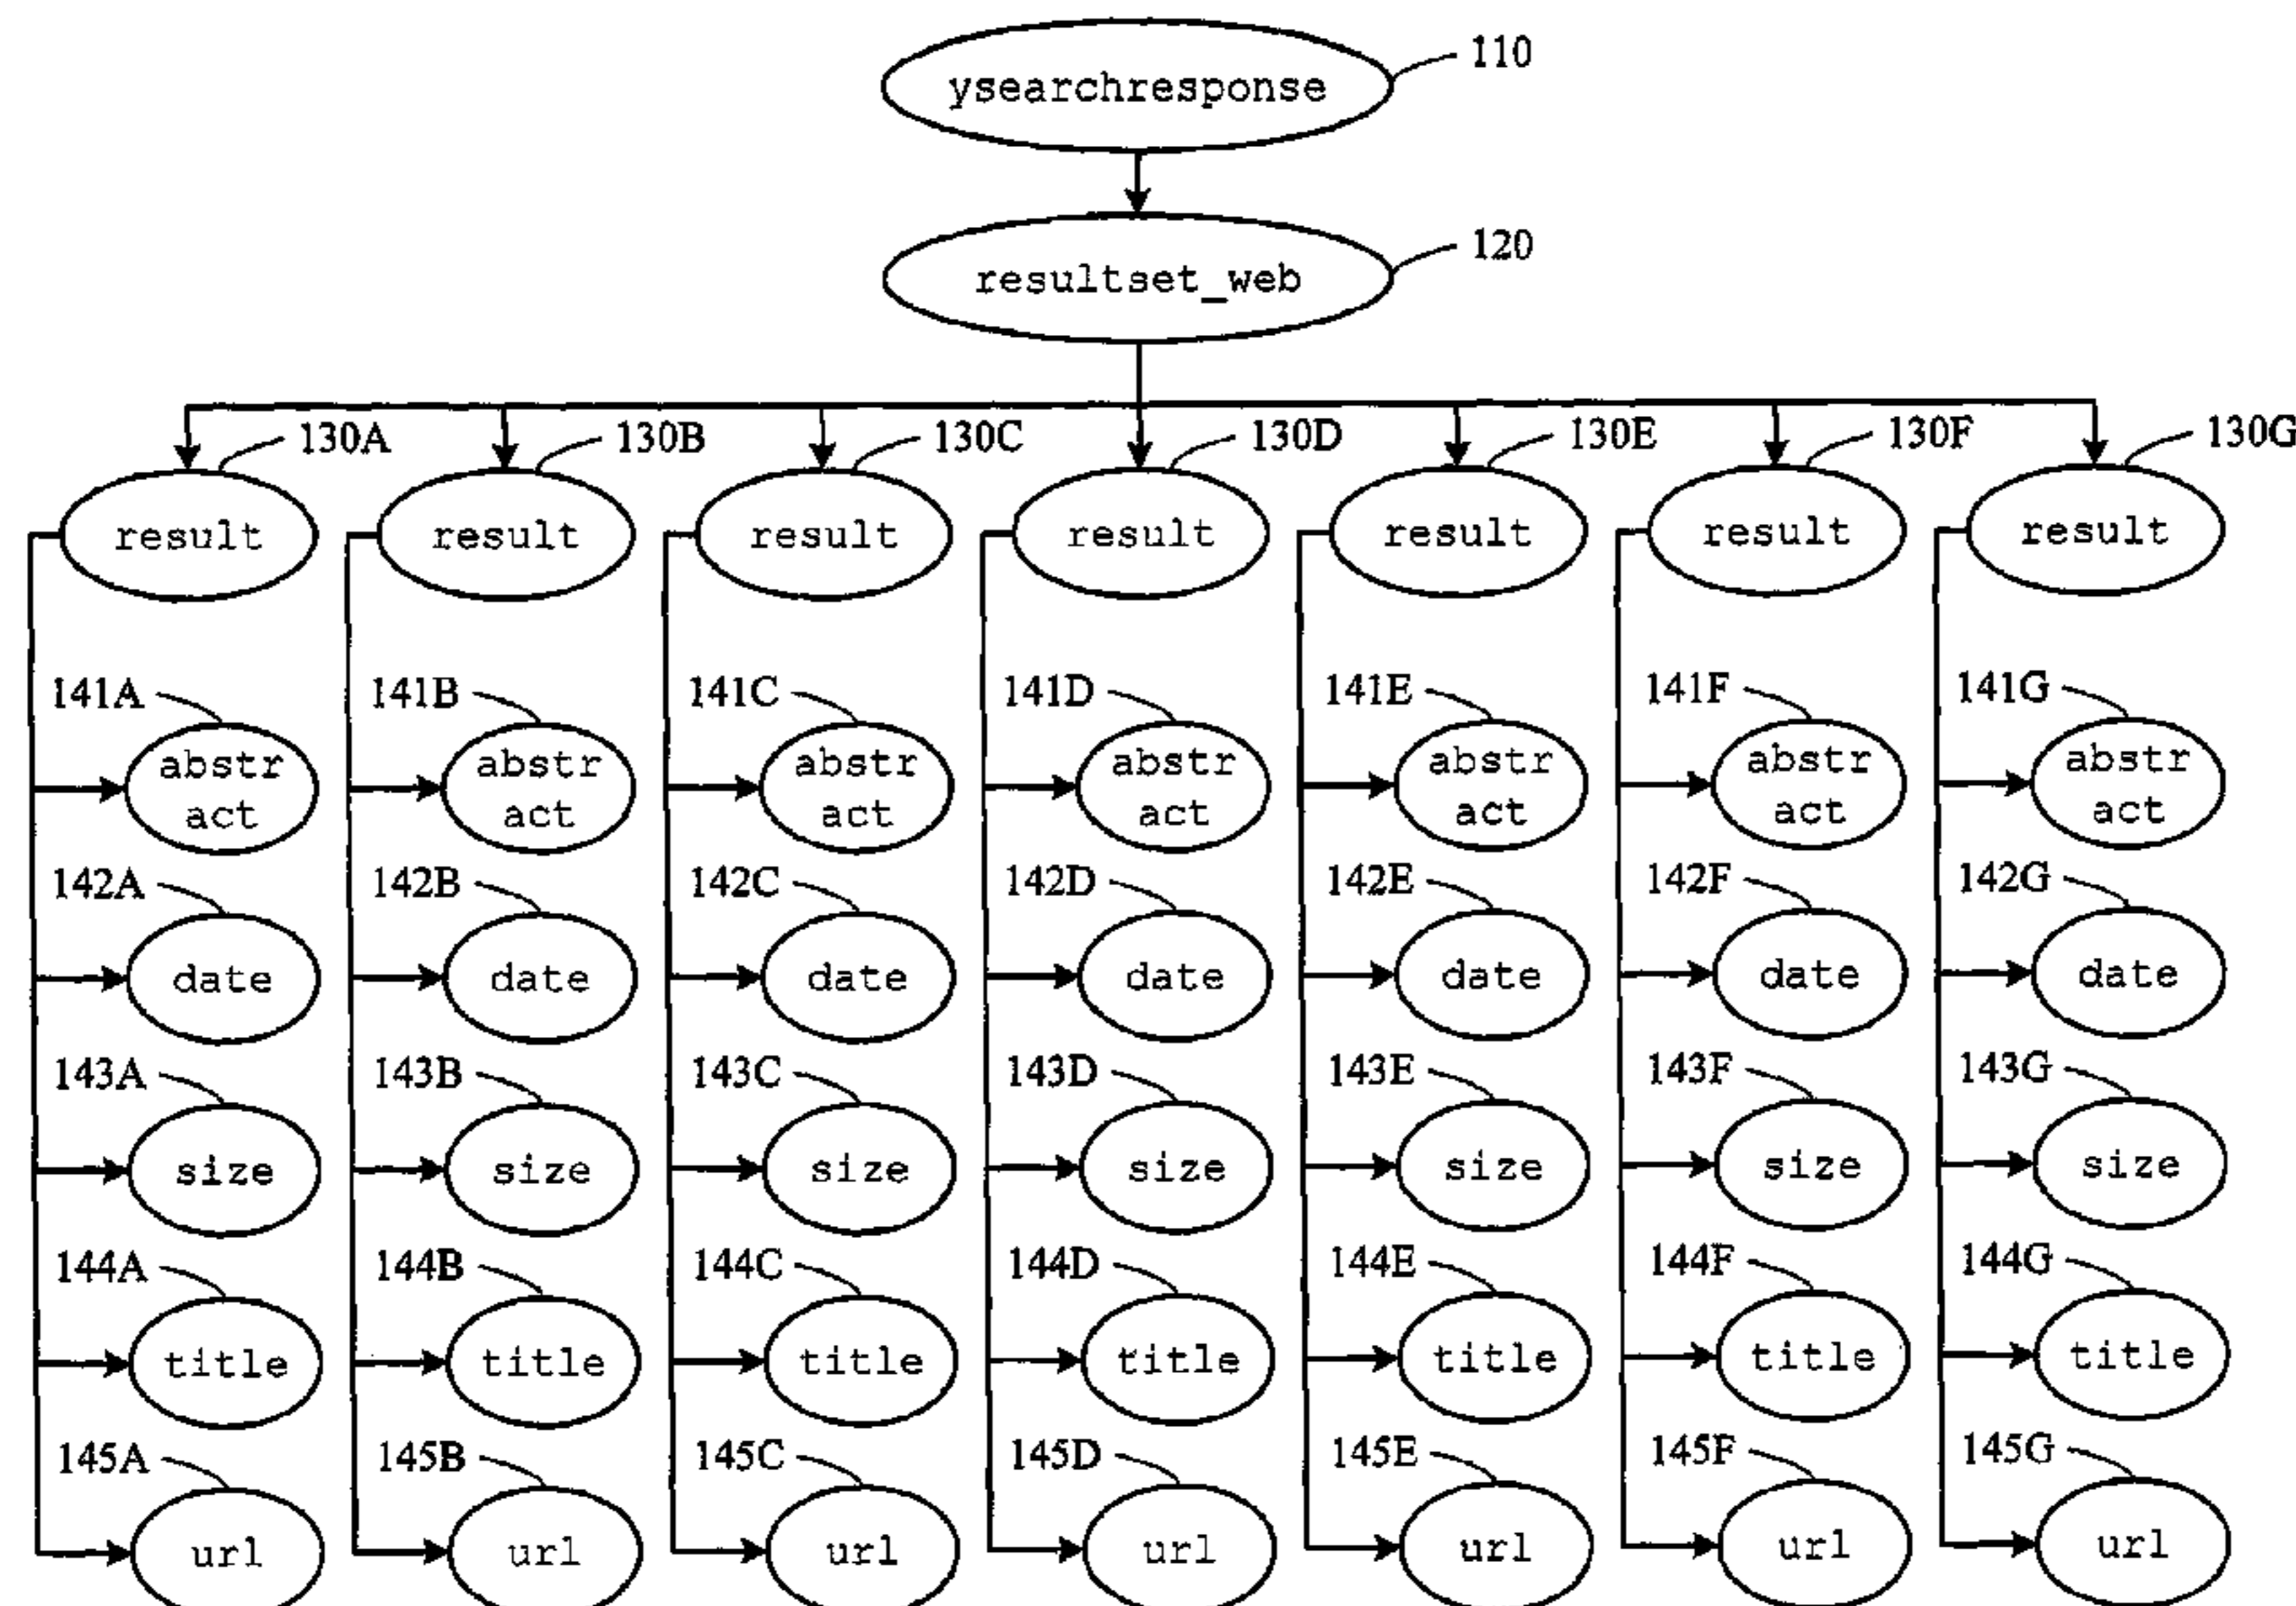 110
ysearchresponse
120
resultset_web
130A 130B 130C 130D 130E 130F 130G
result result result result result result result
141A 141B 141C 141D 141E 141F 141G
abstr abstr abstr abstr abstr abstr abstr
act act act act act act act
142A 142B 142C 142D 142E 142F 142G
date date date date date date date
143A 143B 143C 143D 143E 143F 143G
size size size size size size size
144A 144B 144C 144D 144E 144F 144G
title title title title title title title
145A 145B 145C 145D 145E 145F 145G
url url url url url url url